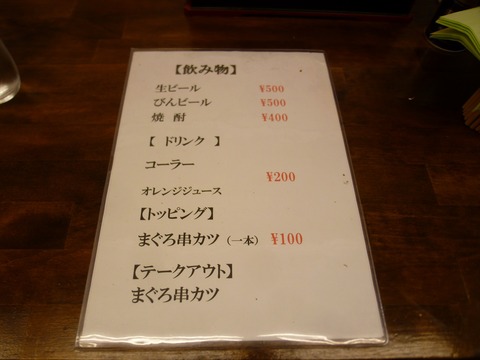 【飲み物】
生ビール ¥500
びんビール ¥500
焼 酎 ¥400
【 ドリンク 】
コーラー
¥200
オレンジジュース
【トッピング】
まぐろ串カツ（一本） ¥100
【テークアウト】
まぐろ串カツ